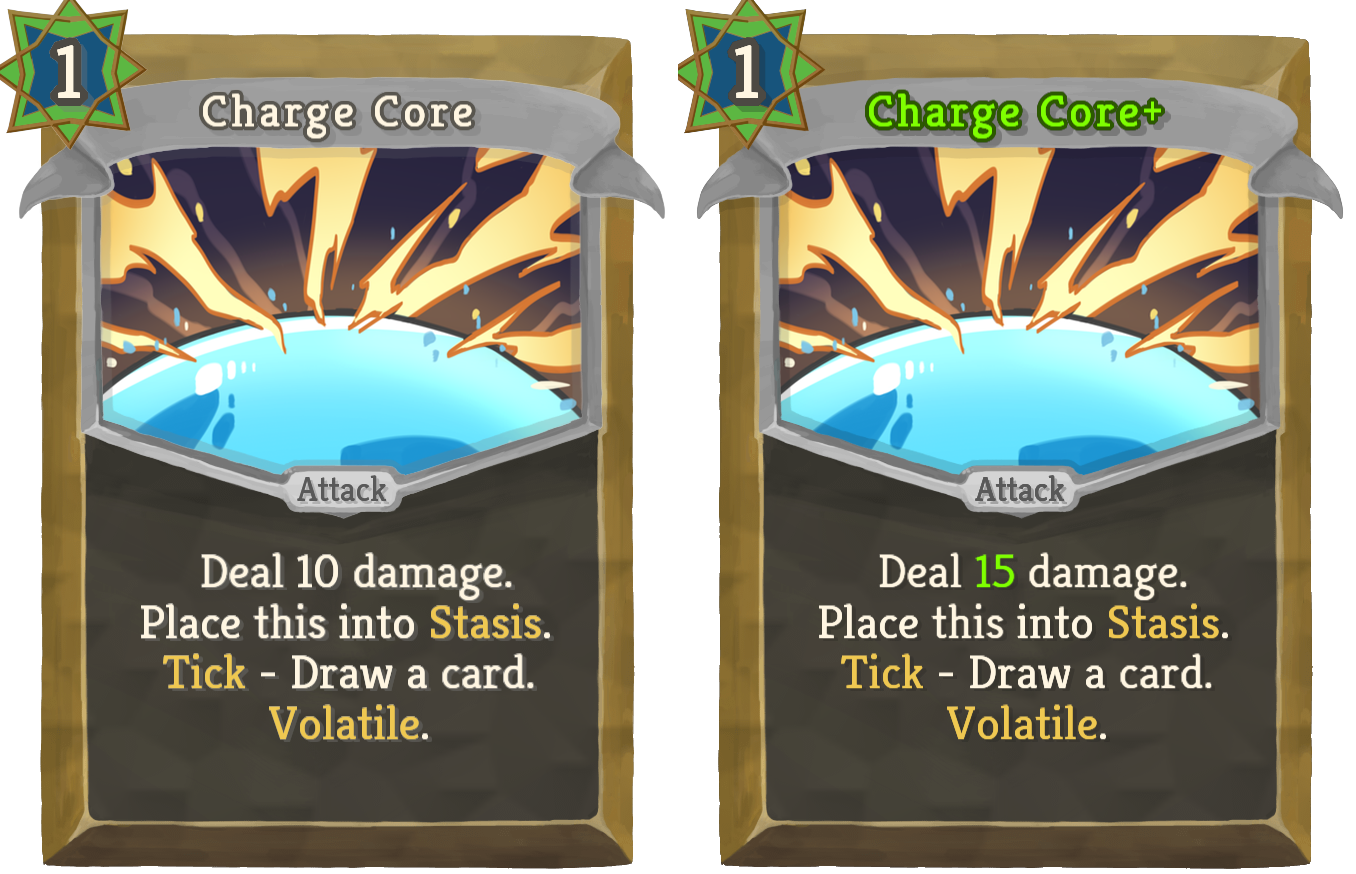 1
Charge Core
Attack
Deal 10 damage.
Place this into Stasis.
Tick - Draw a card.
Volatile.
1
Charge Core+
Attack
Deal 15 damage.
Place this into Stasis.
Tick - Draw a card.
Volatile.